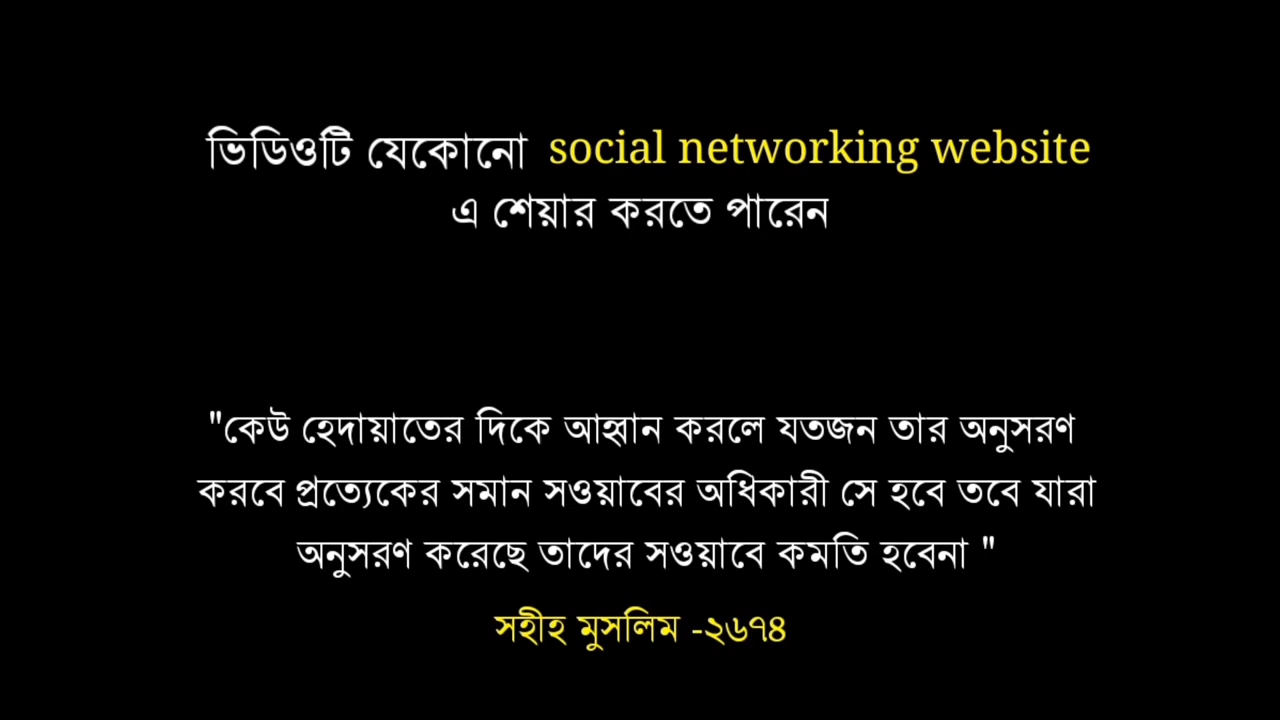 ভিডিওটি যেকোনো social networking website
এ শেয়ার করতে পারেন
"কেউ হেদায়াতের দিকে আহ্বান করলে যতজন তার অনুসরণ
করবে প্রত্যেকের সমান সওয়াবের অধিকারী সে হবে তবে যারা
অনুসরণ করেছে তাদের সওয়াবে কমতি হবেনা "
সহীহ মুসলিম -২৬৭৪